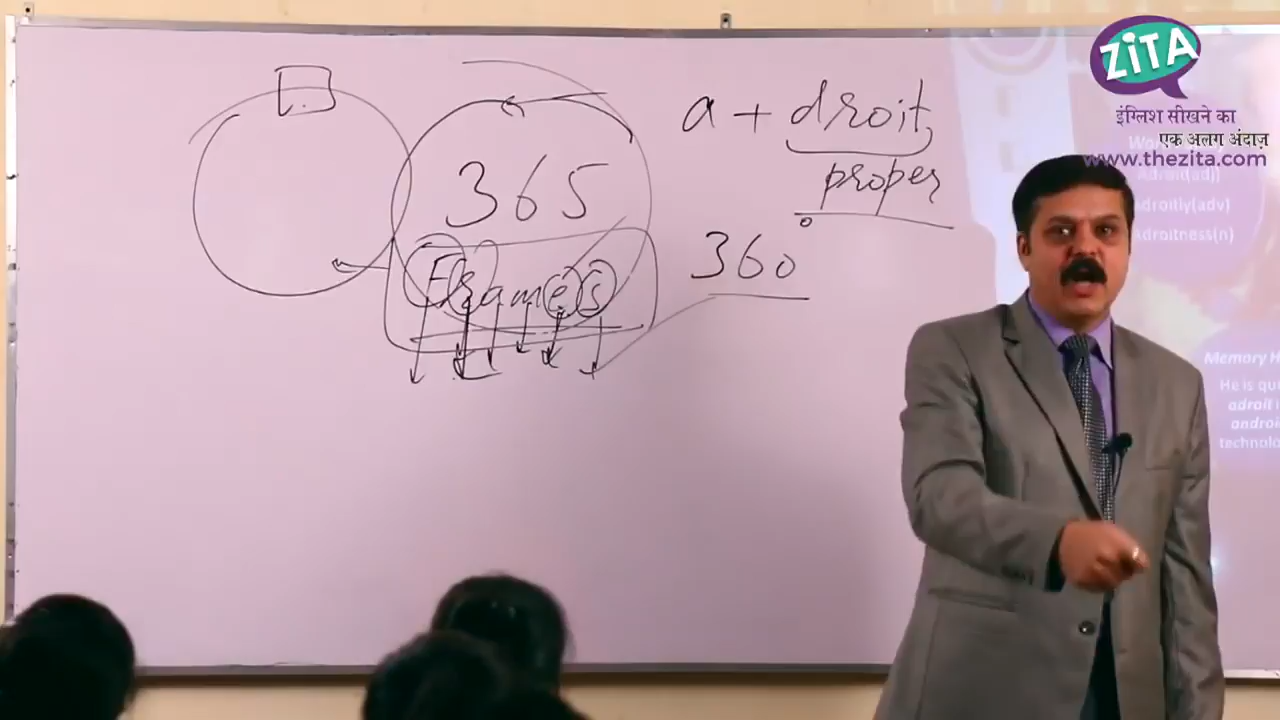 ZiTA
इंग्लिश सीखने का
एक अलग अंदाज़
www.thezita.com
a + droit,
proper
365
360°
Frames
Adroit(adj)
Adroitly(adv)
Adroitness(n)
Memory H
He is qu
adroit i
androi
technolo